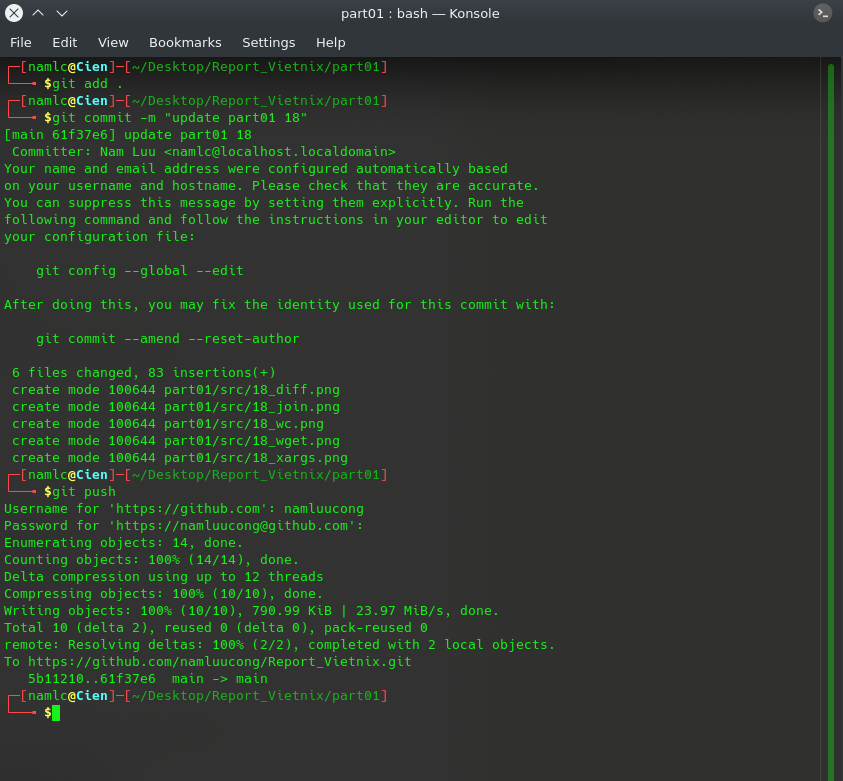 part01 : bash — Konsole
File Edit View Bookmarks Settings Help
┌─[namlc@Cien]─[~/Desktop/Report_Vietnix/part01]
└──╼ $git add .
┌─[namlc@Cien]─[~/Desktop/Report_Vietnix/part01]
└──╼ $git commit -m "update part01 18"
[main 61f37e6] update part01 18
 Committer: Nam Luu <namlc@localhost.localdomain>
Your name and email address were configured automatically based
on your username and hostname. Please check that they are accurate.
You can suppress this message by setting them explicitly. Run the
following command and follow the instructions in your editor to edit
your configuration file:
    git config --global --edit
After doing this, you may fix the identity used for this commit with:
    git commit --amend --reset-author
 6 files changed, 83 insertions(+)
 create mode 100644 part01/src/18_diff.png
 create mode 100644 part01/src/18_join.png
 create mode 100644 part01/src/18_wc.png
 create mode 100644 part01/src/18_wget.png
 create mode 100644 part01/src/18_xargs.png
┌─[namlc@Cien]─[~/Desktop/Report_Vietnix/part01]
└──╼ $git push
Username for 'https://github.com': namluucong
Password for 'https://namluucong@github.com':
Enumerating objects: 14, done.
Counting objects: 100% (14/14), done.
Delta compression using up to 12 threads
Compressing objects: 100% (10/10), done.
Writing objects: 100% (10/10), 790.99 KiB | 23.97 MiB/s, done.
Total 10 (delta 2), reused 0 (delta 0), pack-reused 0
remote: Resolving deltas: 100% (2/2), completed with 2 local objects.
To https://github.com/namluucong/Report_Vietnix.git
   5b11210..61f37e6  main -> main
┌─[namlc@Cien]─[~/Desktop/Report_Vietnix/part01]
└──╼ $